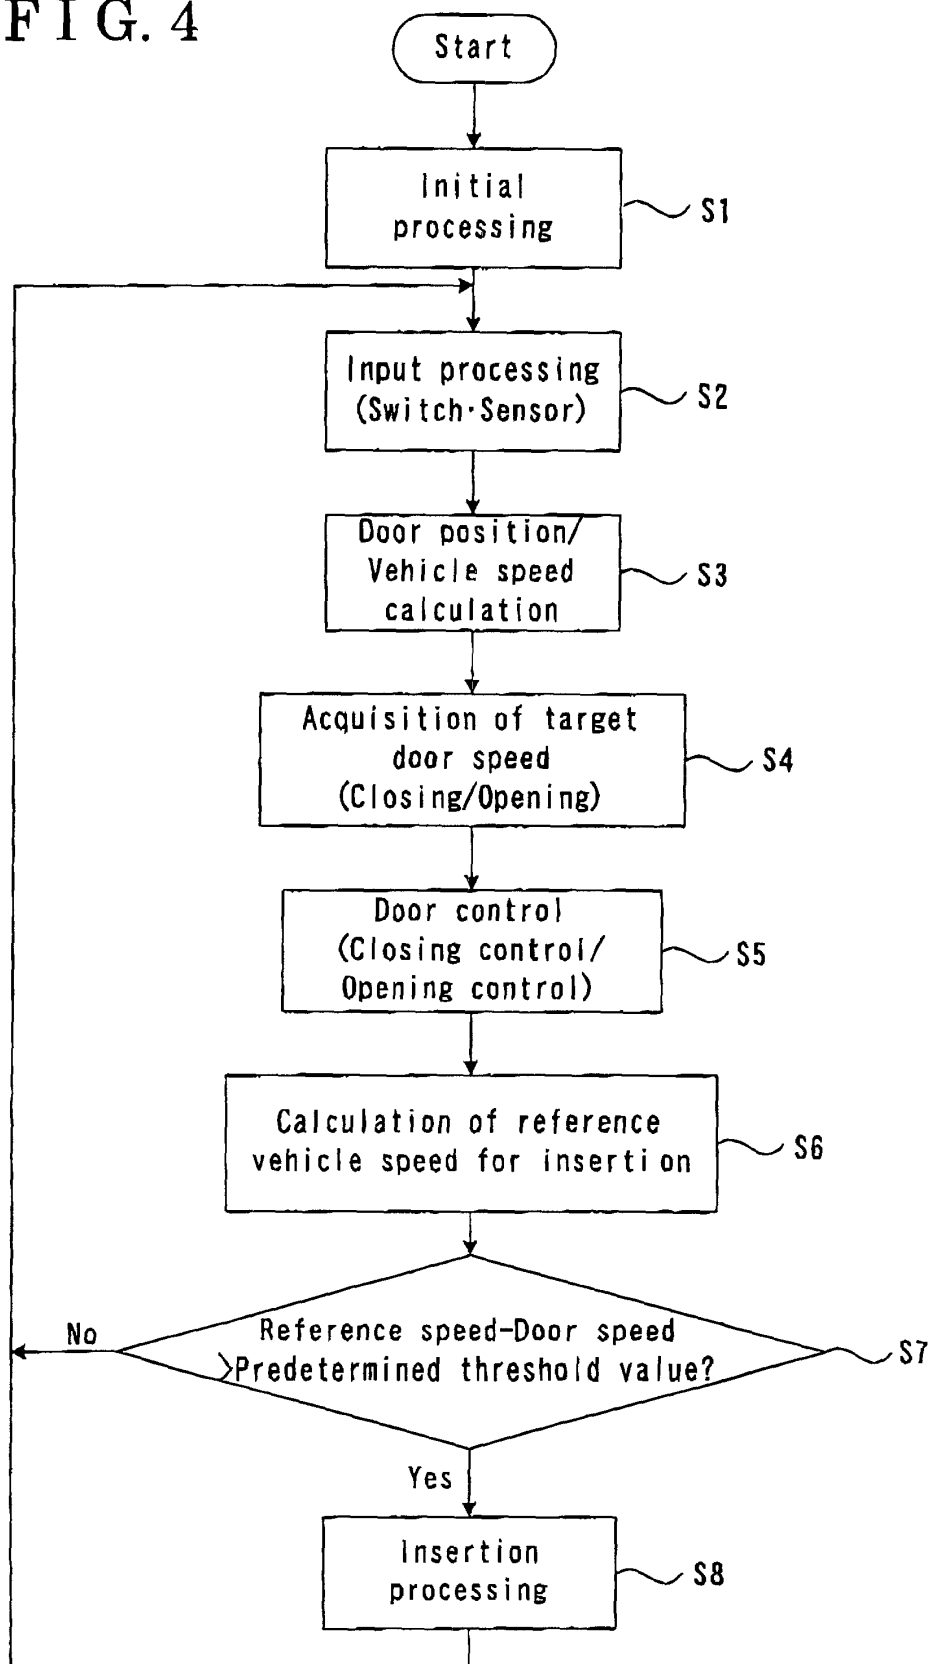 FIG. 4
Start
Initial
processing
S1
Input processing
(Switch·Sensor)
S2
Door position/
Vehicle speed
calculation
S3
Acquisition of target
door speed
(Closing/Opening)
S4
Door control
(Closing control/
Opening control)
S5
Calculation of reference
vehicle speed for insertion
S6
Reference speed-Door speed
>Predetermined threshold value?
S7
No
Yes
Insertion
processing
S8